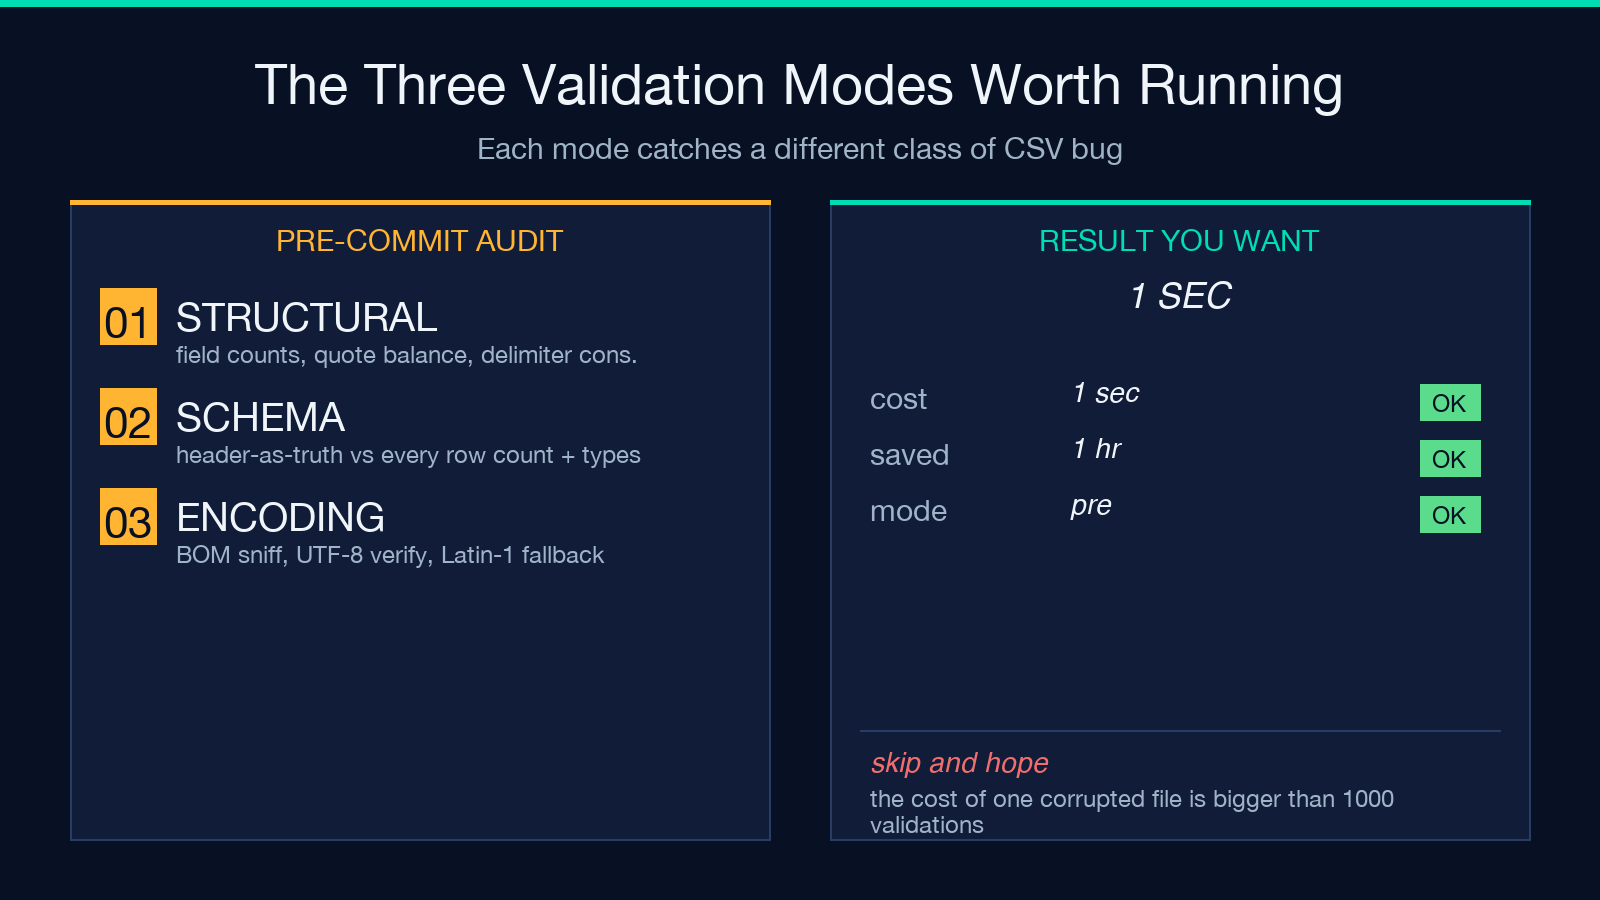 The Three Validation Modes Worth Running
Each mode catches a different class of CSV bug
PRE-COMMIT AUDIT
01 STRUCTURAL
field counts, quote balance, delimiter cons.
02 SCHEMA
header-as-truth vs every row count + types
03 ENCODING
BOM sniff, UTF-8 verify, Latin-1 fallback
RESULT YOU WANT
1 SEC
cost 1 sec OK
saved 1 hr OK
mode pre OK
skip and hope
the cost of one corrupted file is bigger than 1000
validations